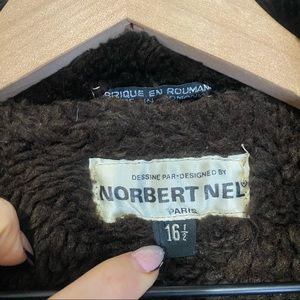 BRIQUE EN ROUMAN
DESSINE PAR•DESIGNED BY
NORBERT NEL
PARIS
16 1/2